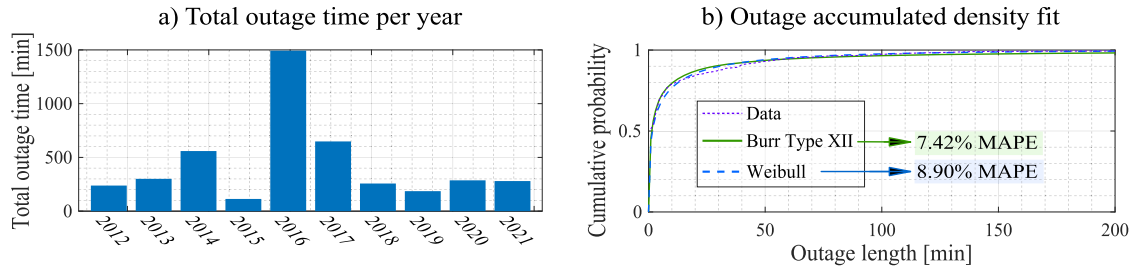 a) Total outage time per year
Total outage time [min]
1500
1000
500
0
2012
2013
2014
2015
2016
2017
2018
2019
2020
2021
b) Outage accumulated density fit
Cumulative probability
1
0.5
0
Data
Burr Type XII
7.42% MAPE
Weibull
8.90% MAPE
0
50
100
150
200
Outage length [min]